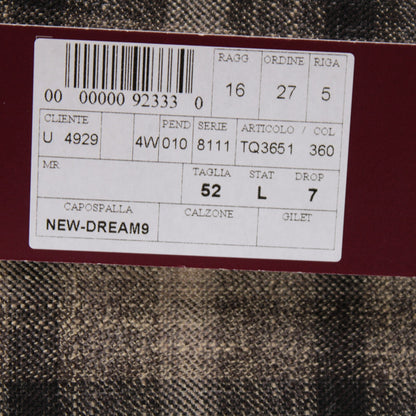 RAGG ORDINE RIGA
16 27 5
00 00000 92333 0
CLIENTE PEND SERIE ARTICOLO / COL
U 4929 4W 010 8111 TQ3651 360
MR TAGLIA STAT DROP
52 L 7
CAPOSPALLA CALZONE GILET
NEW-DREAM9